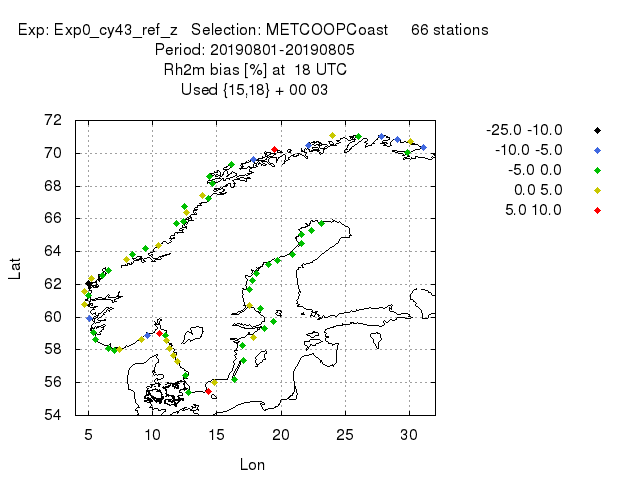 Exp: Exp0_cy43_ref_z   Selection: METCOOPCoast     66 stations
Period: 20190801-20190805
Rh2m bias [%] at  18 UTC
Used {15,18} + 00 03
-25.0 -10.0
-10.0 -5.0
-5.0 0.0
0.0 5.0
5.0 10.0
72
70
68
66
64
62
60
58
56
54
Lat
5 10 15 20 25 30
Lon